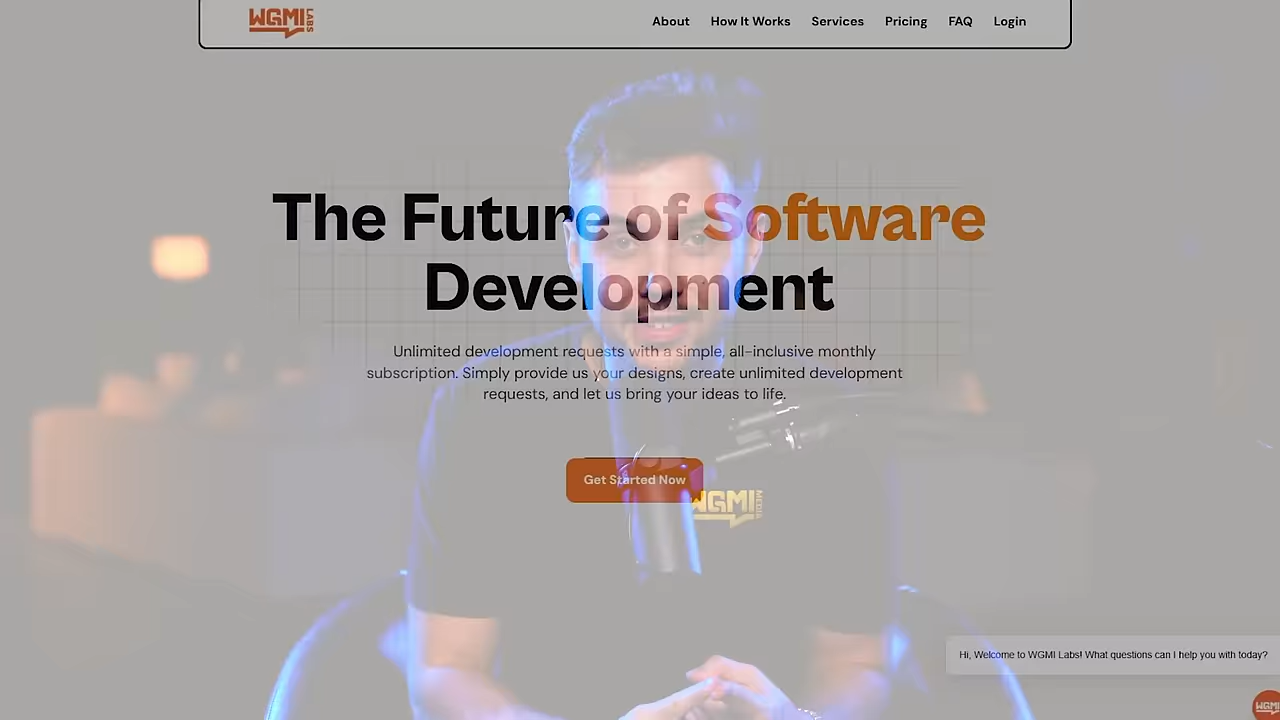 WGMI LABS
About How It Works Services Pricing FAQ Login
The Future of Software
Development
Unlimited development requests with a simple, all-inclusive monthly
subscription. Simply provide us your designs, create unlimited development
requests, and let us bring your ideas to life.
Get Started Now
WGMI MEDIA
Hi, Welcome to WGMI Labs! What questions can I help you with today?
WGMI